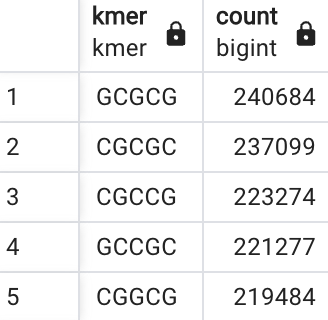 kmer count
kmer bigint
1 GCGCG 240684
2 CGCGC 237099
3 CGCCG 223274
4 GCCGC 221277
5 CGGCG 219484